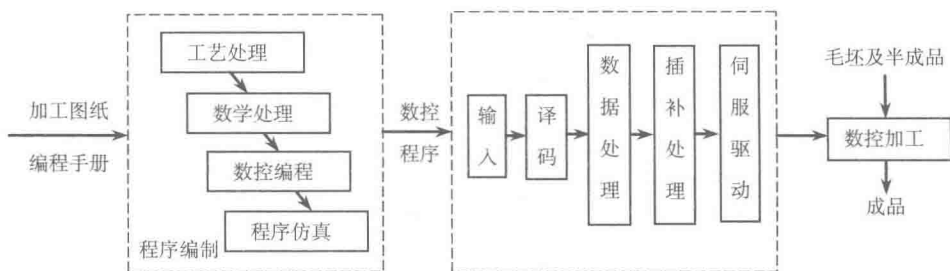 加工图纸
编程手册
工艺处理
数学处理
数控编程
程序仿真
程序编制
数控
程序
输入
译码
数据处理
插补处理
伺服驱动
毛坯及半成品
数控加工
成品